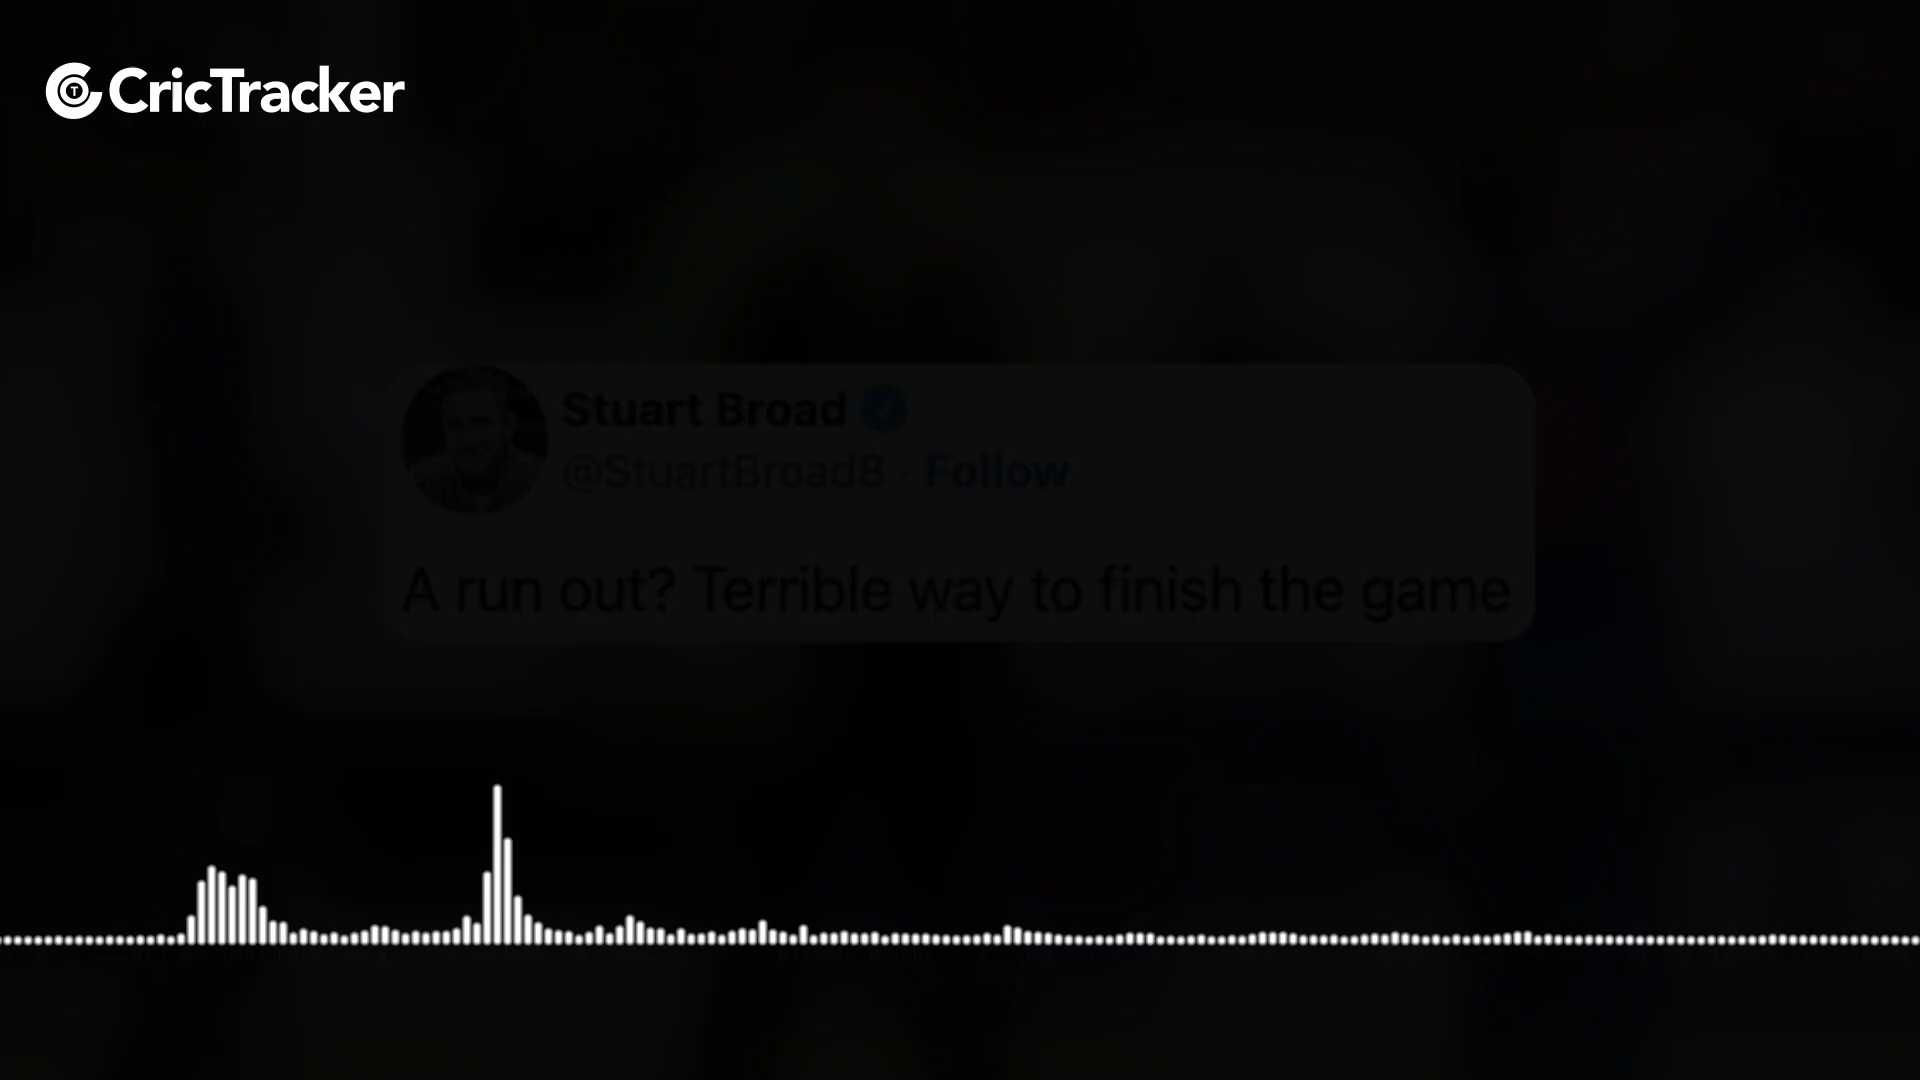 CricTracker
Stuart Broad
@StuartBroad8 · Follow
A run out? Terrible way to finish the game